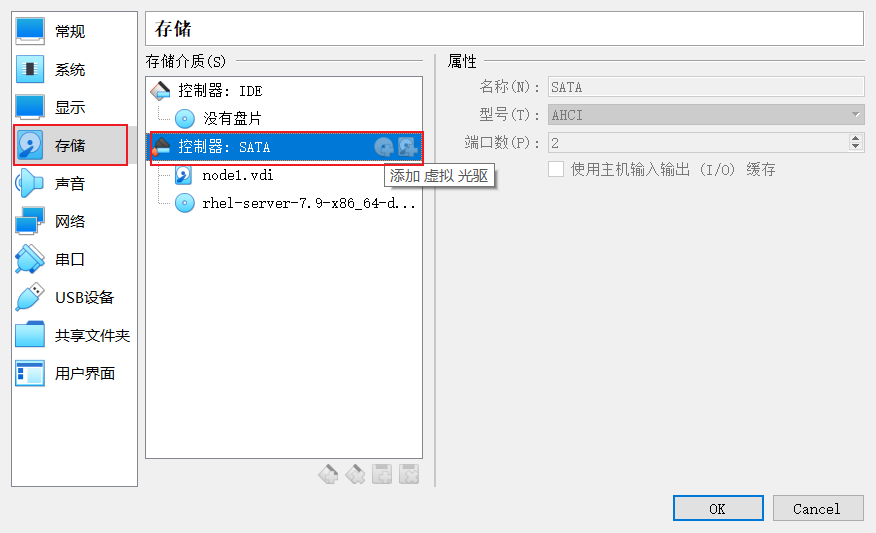 常规
系统
显示
存储
声音
网络
串口
USB设备
共享文件夹
用户界面
存储
存储介质(S)
控制器: IDE
没有盘片
控制器: SATA
node1.vdi
rhel-server-7.9-x86_64-d...
添加 虚拟 光驱
属性
名称(N): SATA
型号(T): AHCI
端口数(P): 2
使用主机输入输出 (I/O) 缓存
OK
Cancel